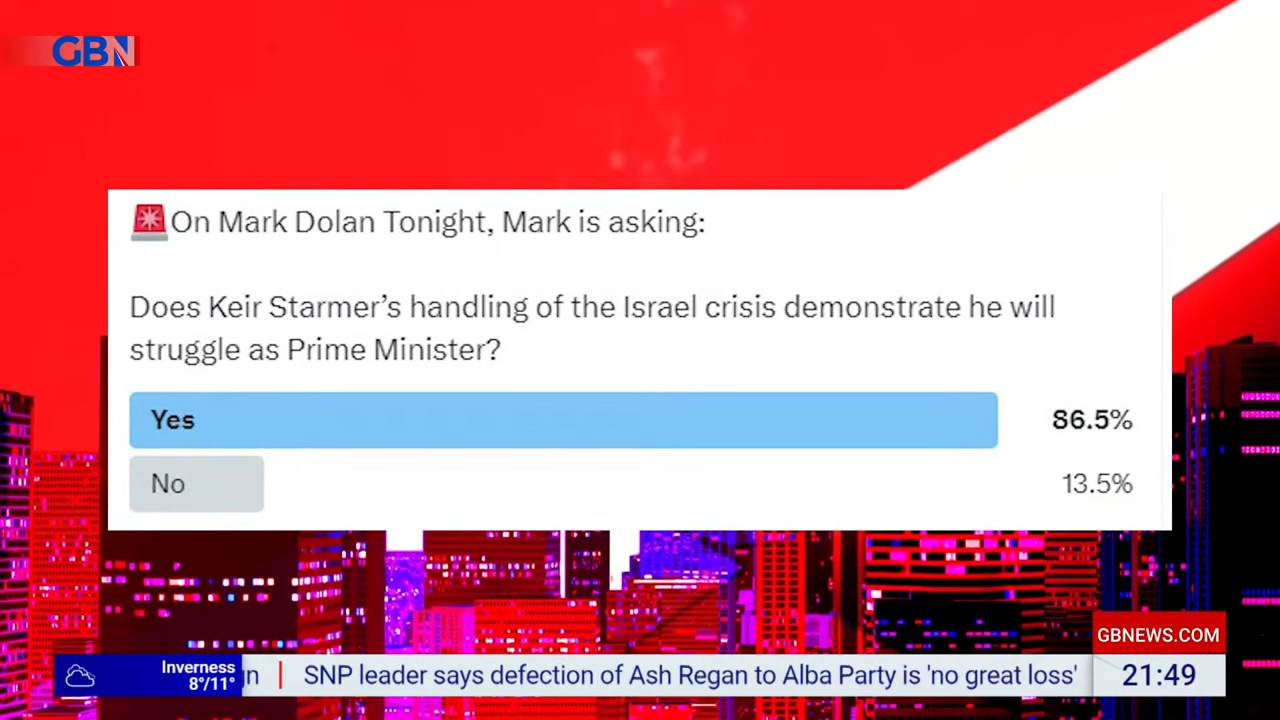 GBN
🚨On Mark Dolan Tonight, Mark is asking:
Does Keir Starmer’s handling of the Israel crisis demonstrate he will
struggle as Prime Minister?
Yes 86.5%
No 13.5%
GBNEWS.COM
Inverness
8°/11°
gn | SNP leader says defection of Ash Regan to Alba Party is 'no great loss'
21:49